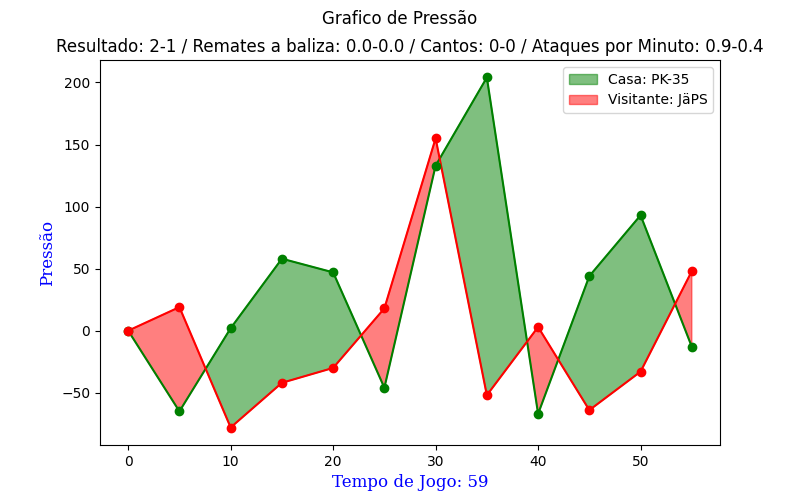 Grafico de Pressão
Resultado: 2-1 / Remates a baliza: 0.0-0.0 / Cantos: 0-0 / Ataques por Minuto: 0.9-0.4
Casa: PK-35
Visitante: JäPS
Pressão
200
150
100
50
0
−50
0 10 20 30 40 50
Tempo de Jogo: 59